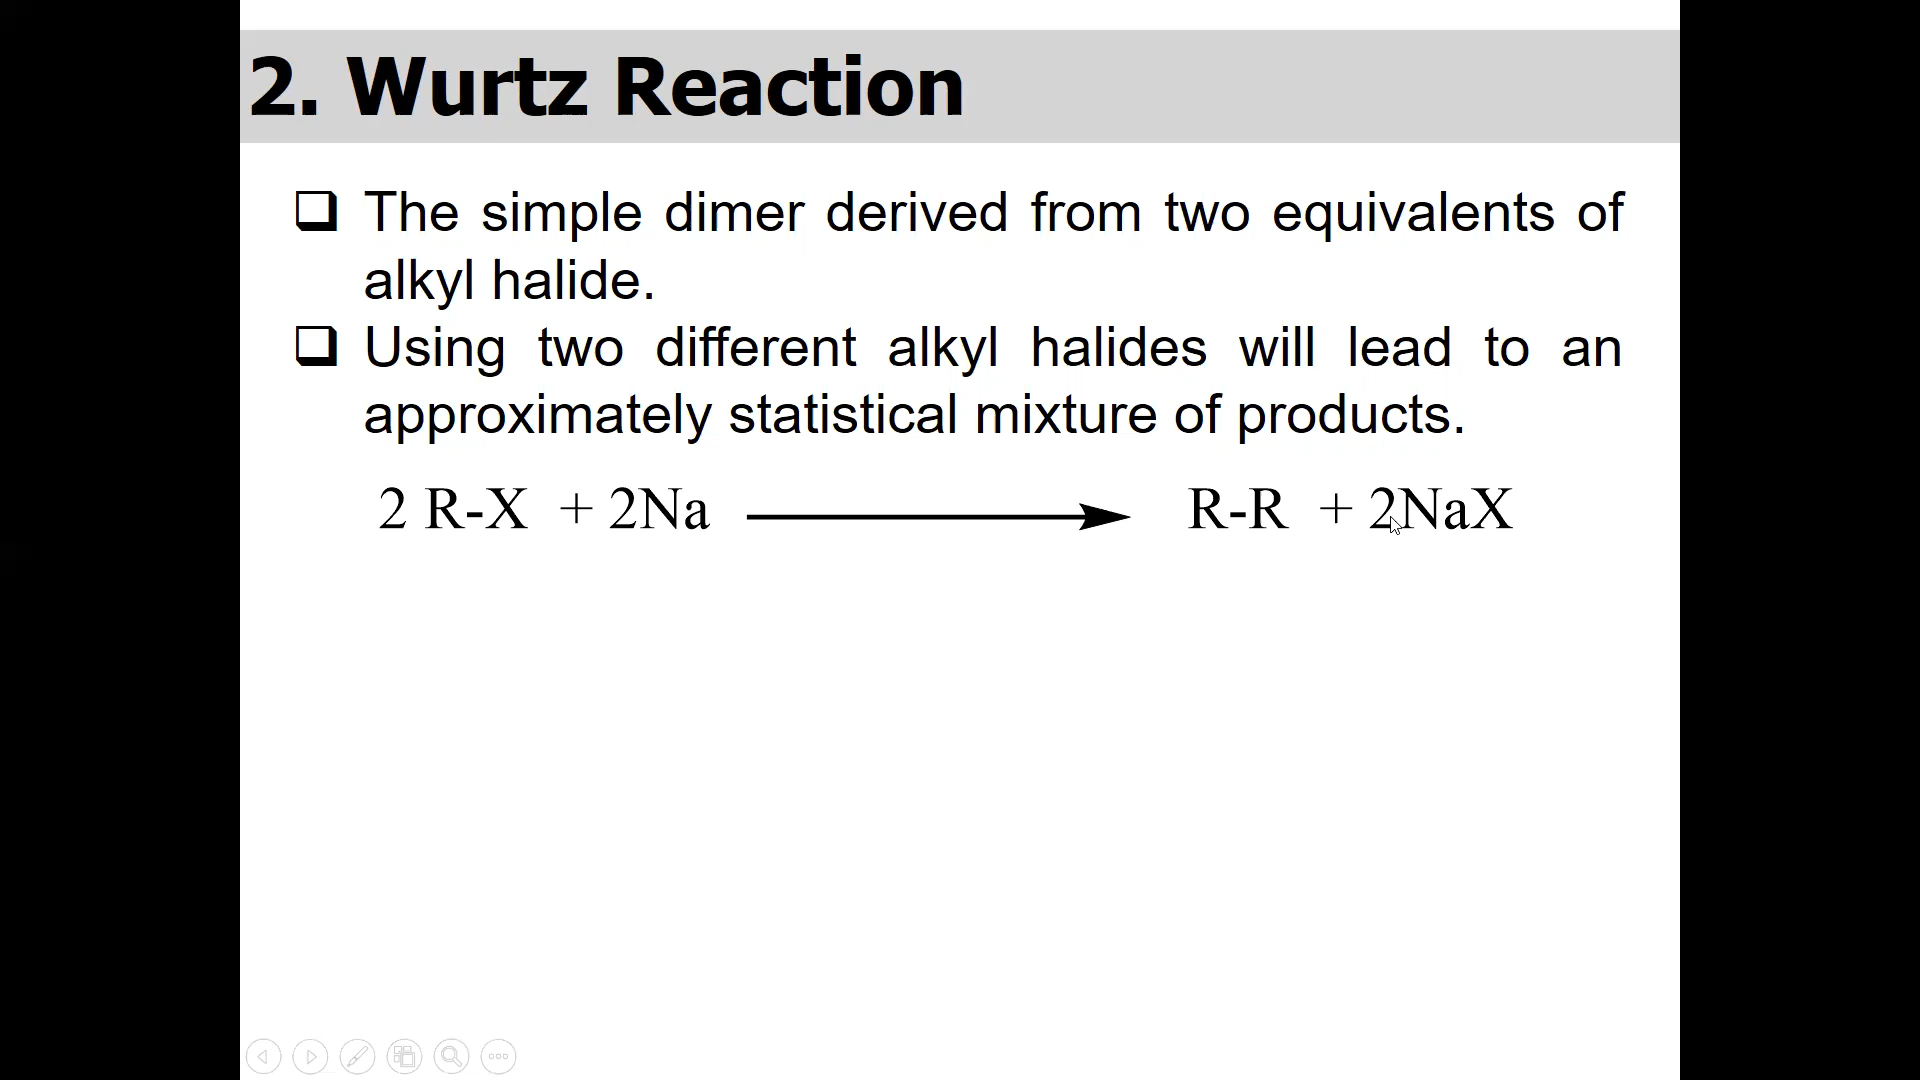 2. Wurtz Reaction
❑ The simple dimer derived from two equivalents of
alkyl halide.
❑ Using two different alkyl halides will lead to an
approximately statistical mixture of products.
2 R-X + 2Na ⟶ R-R + 2NaX